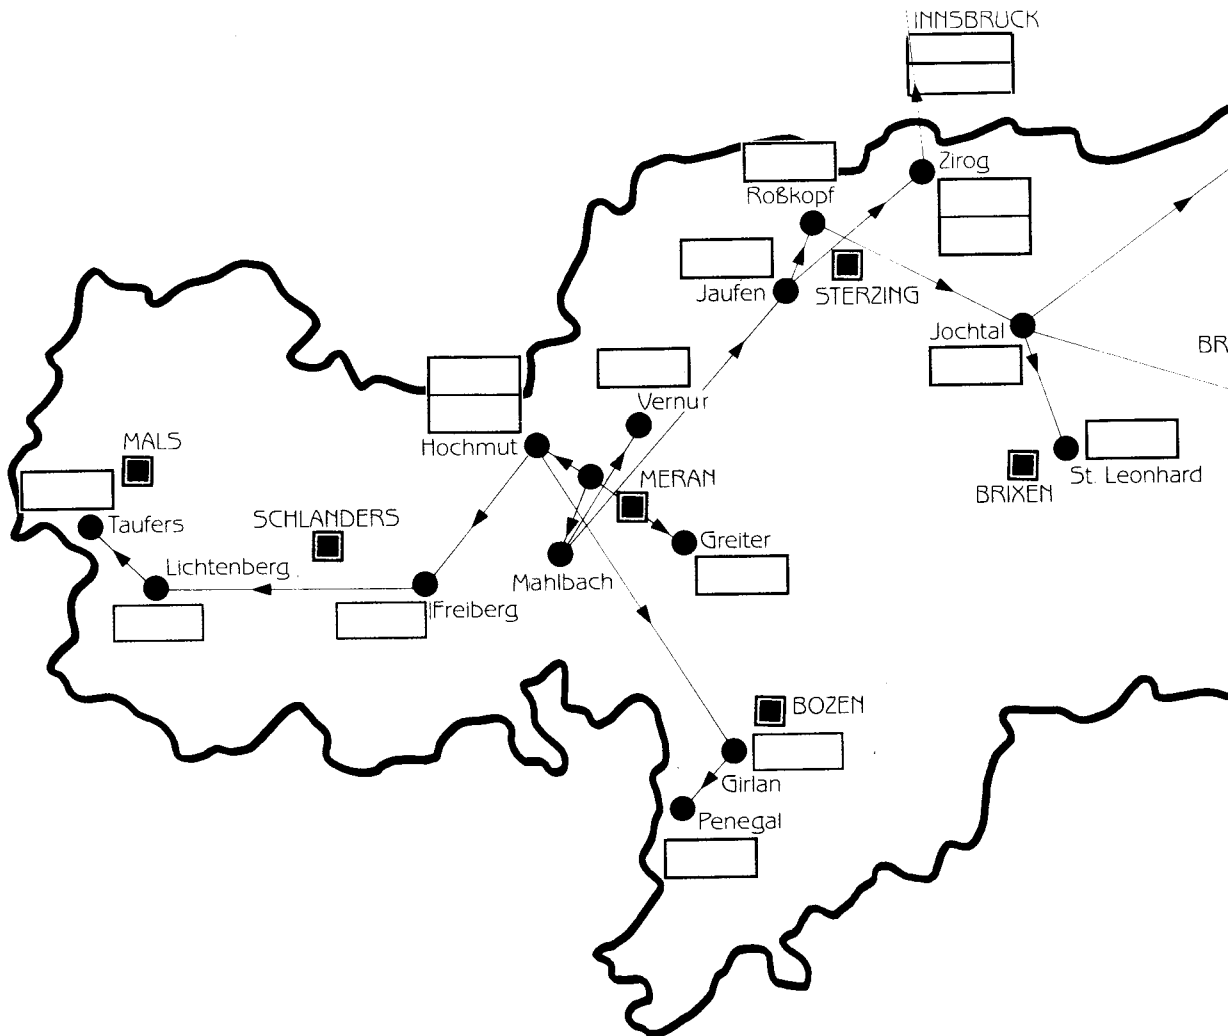 INNSBRUCK
Zirog
Roßkopf
Jaufen
STERZING
Jochtal
BR
Vernur
Hochmut
MALS
MERAN
St. Leonhard
BRIXEN
SCHLANDERS
Taufers
Greiter
Lichtenberg
Mahlbach
Freiberg
BOZEN
Girlan
Penegal